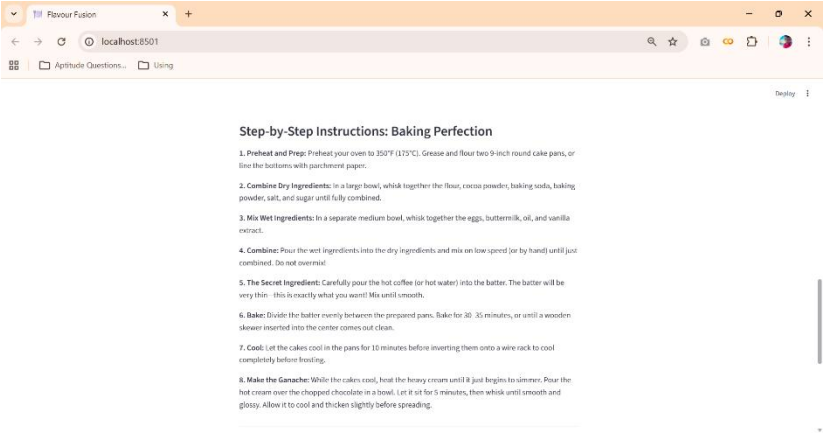 Flavour Fusion
localhost:8501
Aptitude Questions...
Using
Deploy
Step-by-Step Instructions: Baking Perfection
1. Preheat and Prep: Preheat your oven to 350°F (175°C). Grease and flour two 9-inch round cake pans, or
line the bottoms with parchment paper.
2. Combine Dry Ingredients: In a large bowl, whisk together the flour, cocoa powder, baking soda, baking
powder, salt, and sugar until fully combined.
3. Mix Wet Ingredients: In a separate medium bowl, whisk together the eggs, buttermilk, oil, and vanilla
extract.
4. Combine: Pour the wet ingredients into the dry ingredients and mix on low speed (or by hand) until just
combined. Do not overmix!
5. The Secret Ingredient: Carefully pour the hot coffee (or hot water) into the batter. The batter will be
very thin—this is exactly what you want! Mix until smooth.
6. Bake: Divide the batter evenly between the prepared pans. Bake for 30–35 minutes, or until a wooden
skewer inserted into the center comes out clean.
7. Cool: Let the cakes cool in the pans for 10 minutes before inverting them onto a wire rack to cool
completely before frosting.
8. Make the Ganache: While the cakes cool, heat the heavy cream until it just begins to simmer. Pour the
hot cream over the chopped chocolate in a bowl. Let it sit for 5 minutes, then whisk until smooth and
glossy. Allow it to cool and thicken slightly before spreading.